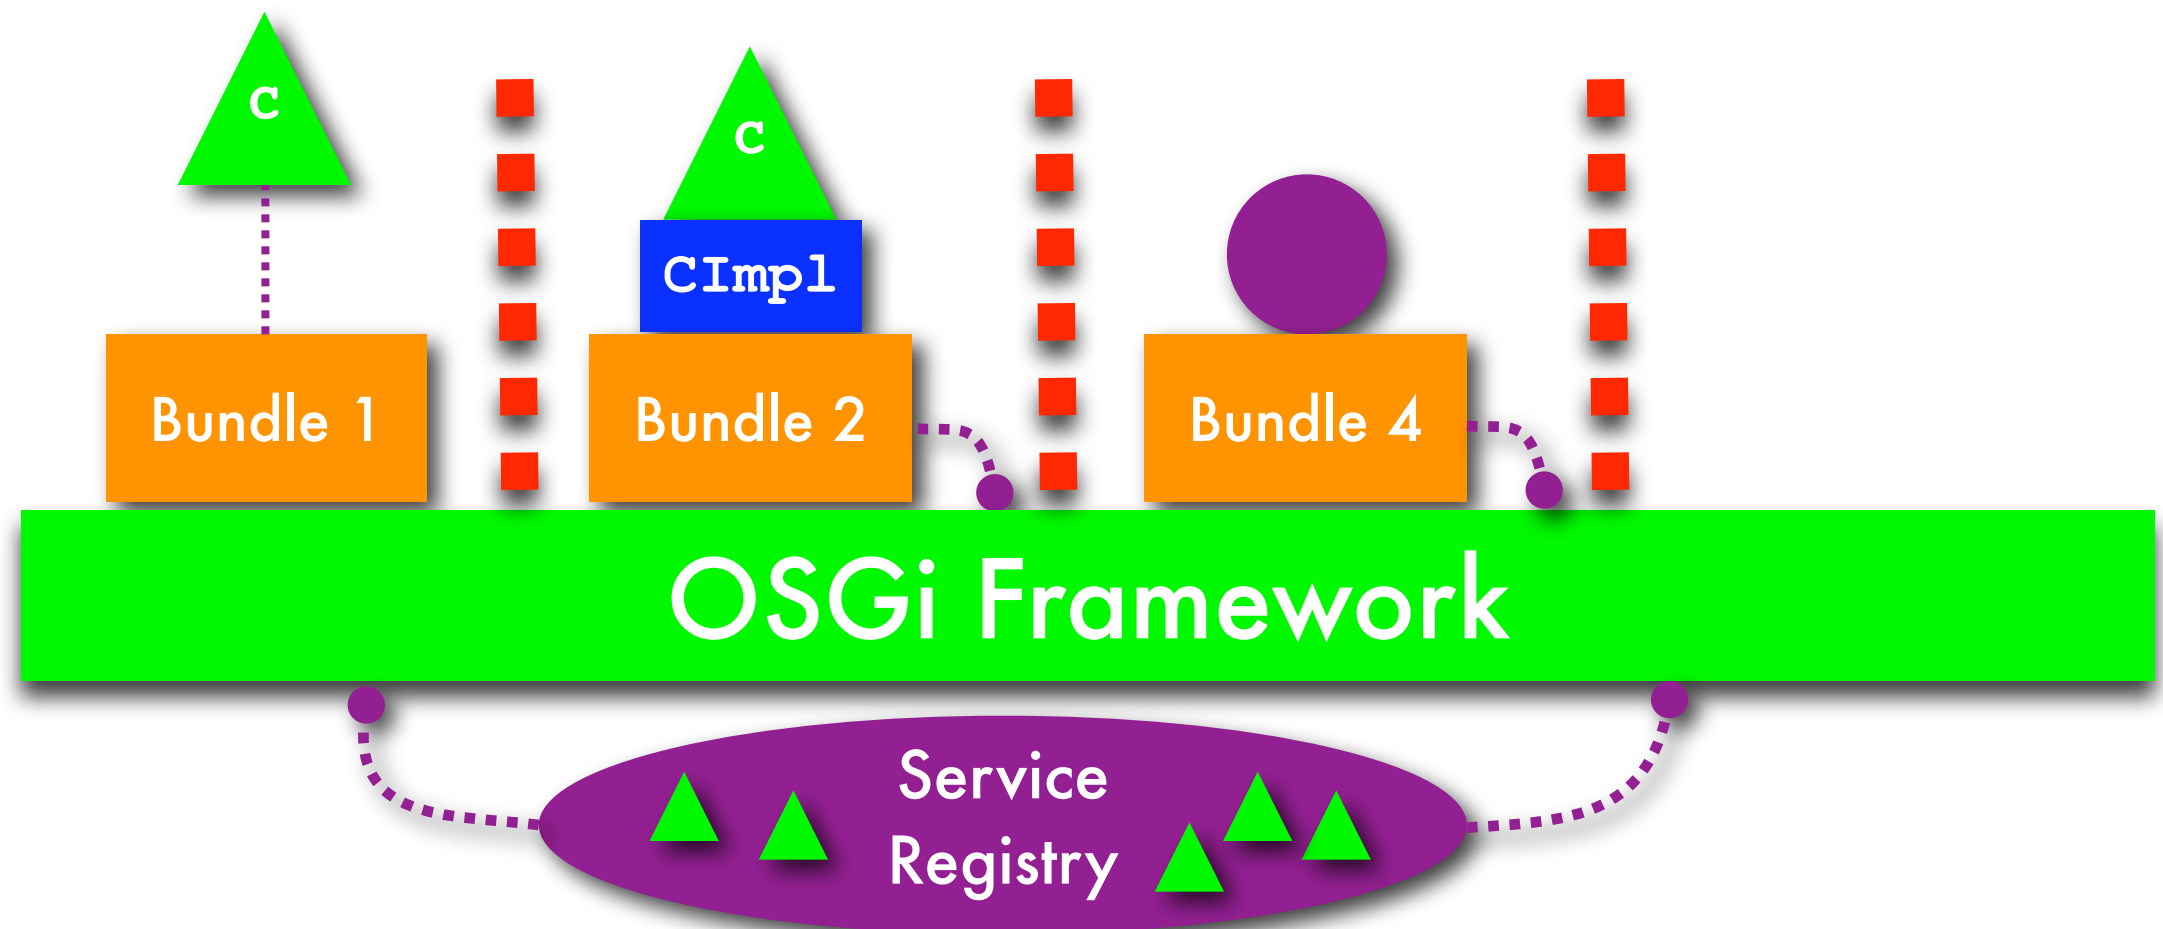 C
C
CImpl
Bundle 1
Bundle 2
Bundle 4
OSGi Framework
Service
Registry